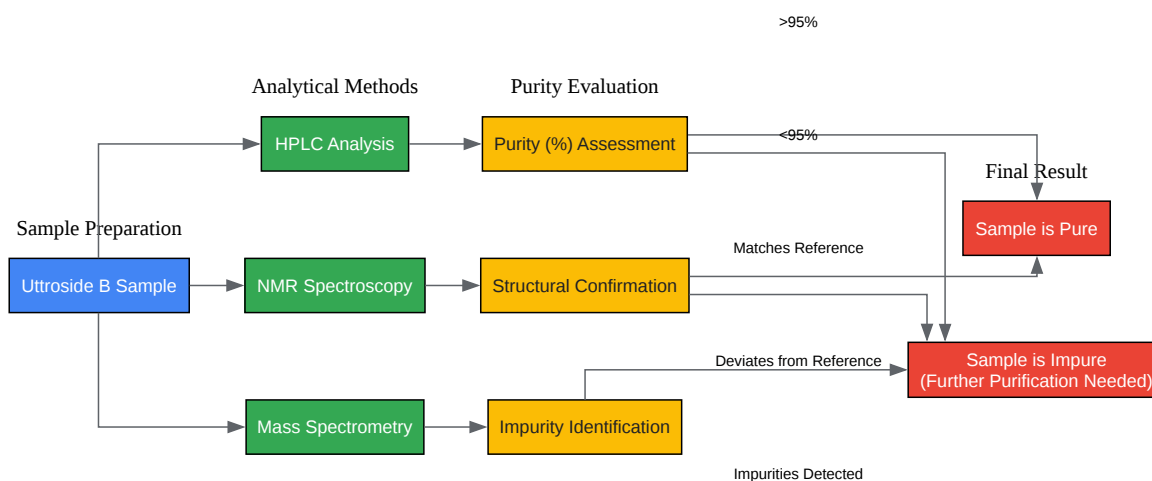 >95%
Analytical Methods
Purity Evaluation
HPLC Analysis
Purity (%) Assessment
<95%
Final Result
Sample is Pure
Sample Preparation
Uttroside B Sample
NMR Spectroscopy
Structural Confirmation
Matches Reference
Deviates from Reference
Sample is Impure
(Further Purification Needed)
Mass Spectrometry
Impurity Identification
Impurities Detected